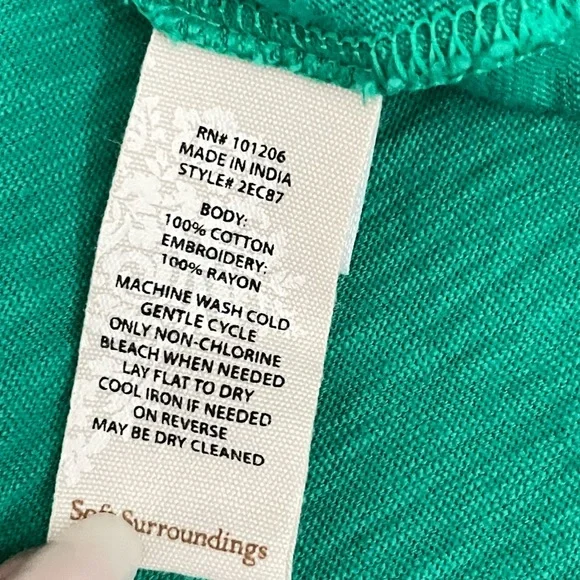 RN# 101206
MADE IN INDIA
STYLE# 2EC87
BODY:
100% COTTON
EMBROIDERY:
100% RAYON
MACHINE WASH COLD
GENTLE CYCLE
ONLY NON-CHLORINE
BLEACH WHEN NEEDED
LAY FLAT TO DRY
COOL IRON IF NEEDED
ON REVERSE
MAY BE DRY CLEANED
Soft Surroundings